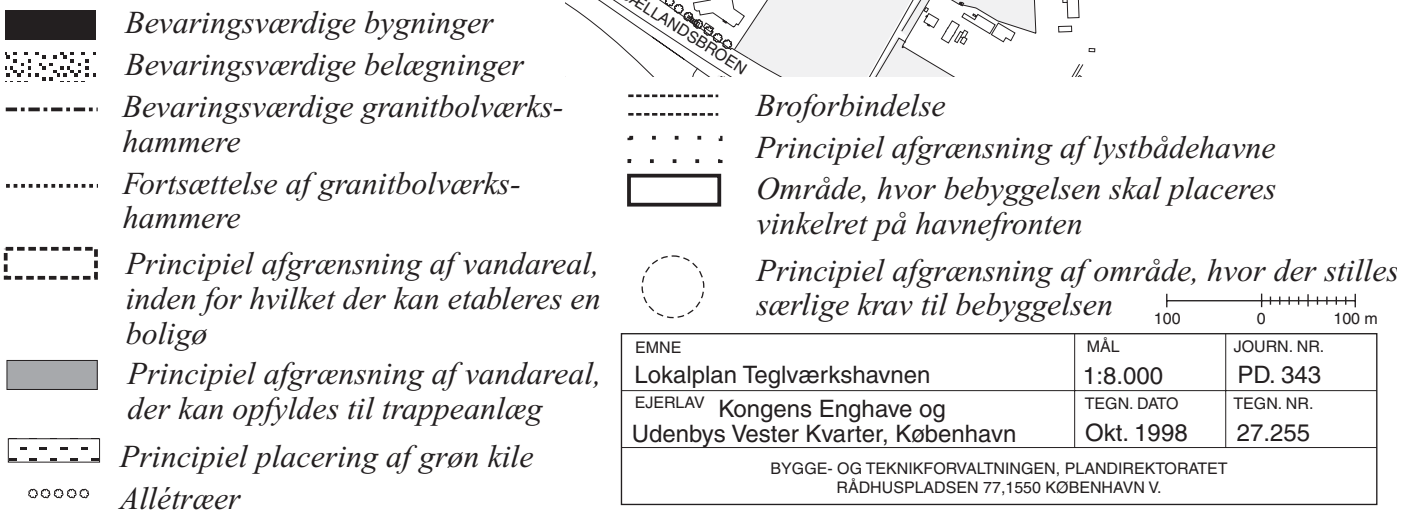 Bevaringsværdige bygninger
Bevaringsværdige belægninger
Bevaringsværdige granitbolværks-
hammere
Fortsættelse af granitbolværks-
hammere
Principiel afgrænsning af vandareal,
inden for hvilket der kan etableres en
boligø
Principiel afgrænsning af vandareal,
der kan opfyldes til trappeanlæg
Principiel placering af grøn kile
Allétræer
ÆLLANDSBROEN
Broforbindelse
Principiel afgrænsning af lystbådehavne
Område, hvor bebyggelsen skal placeres
vinkelret på havnefronten
Principiel afgrænsning af område, hvor der stilles
særlige krav til bebyggelsen
100 0 100 m
EMNE
Lokalplan Teglværkshavnen
MÅL
1:8.000
JOURN. NR.
PD. 343
EJERLAV Kongens Enghave og
Udenbys Vester Kvarter, København
TEGN. DATO
Okt. 1998
TEGN. NR.
27.255
BYGGE- OG TEKNIKFORVALTNINGEN, PLANDIREKTORATET
RÅDHUSPLADSEN 77,1550 KØBENHAVN V.